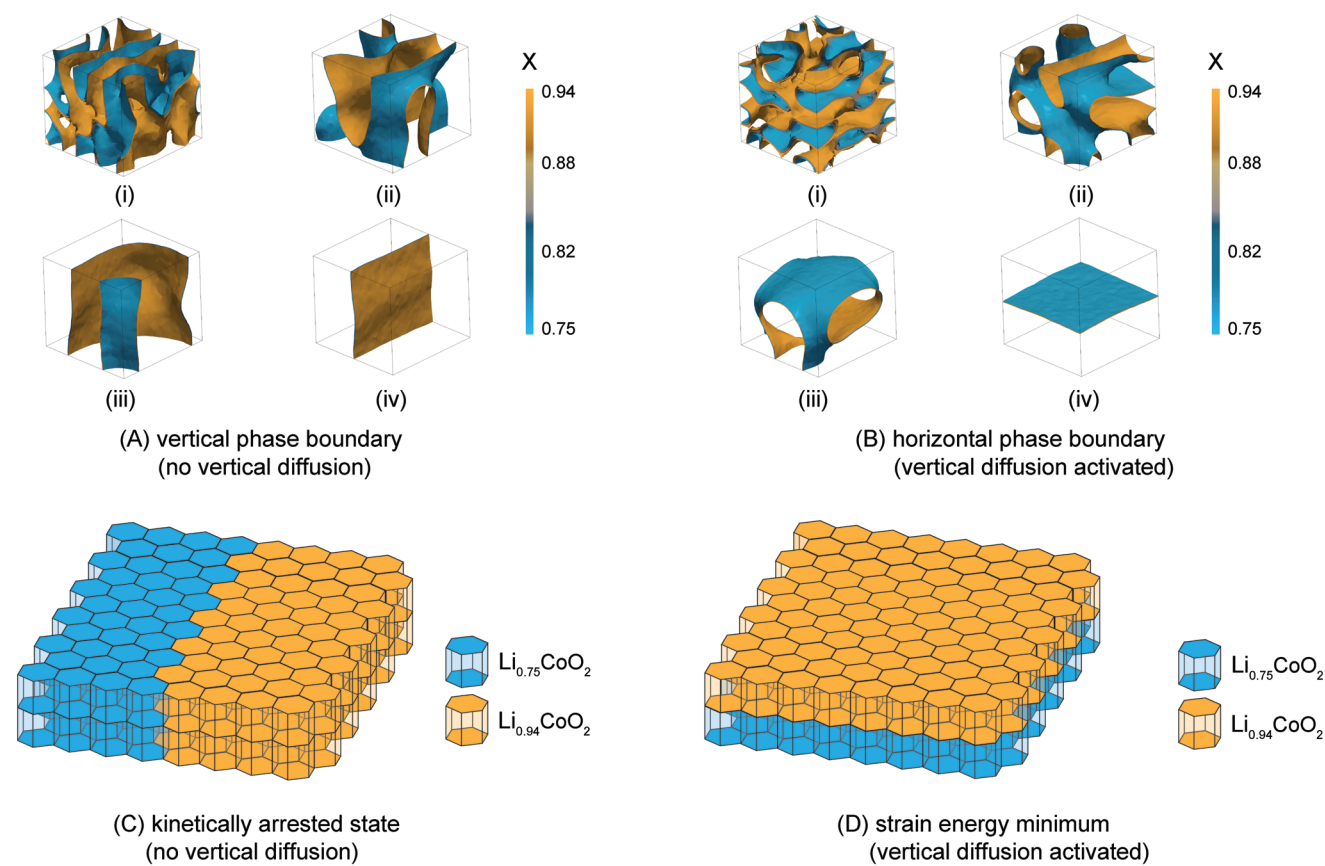 X
0.94
0.88
0.82
0.75
(i)
(ii)
(iii)
(iv)
(A) vertical phase boundary
(no vertical diffusion)
X
0.94
0.88
0.82
0.75
(i)
(ii)
(iii)
(iv)
(B) horizontal phase boundary
(vertical diffusion activated)
Li0.75CoO2
Li0.94CoO2
(C) kinetically arrested state
(no vertical diffusion)
Li0.75CoO2
Li0.94CoO2
(D) strain energy minimum
(vertical diffusion activated)